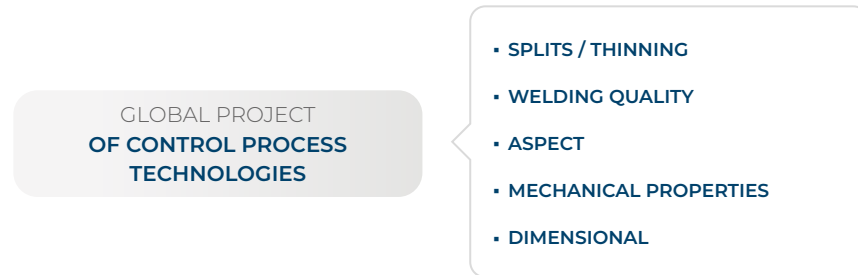 GLOBAL PROJECT
OF CONTROL PROCESS
TECHNOLOGIES
▪ SPLITS / THINNING
▪ WELDING QUALITY
▪ ASPECT
▪ MECHANICAL PROPERTIES
▪ DIMENSIONAL